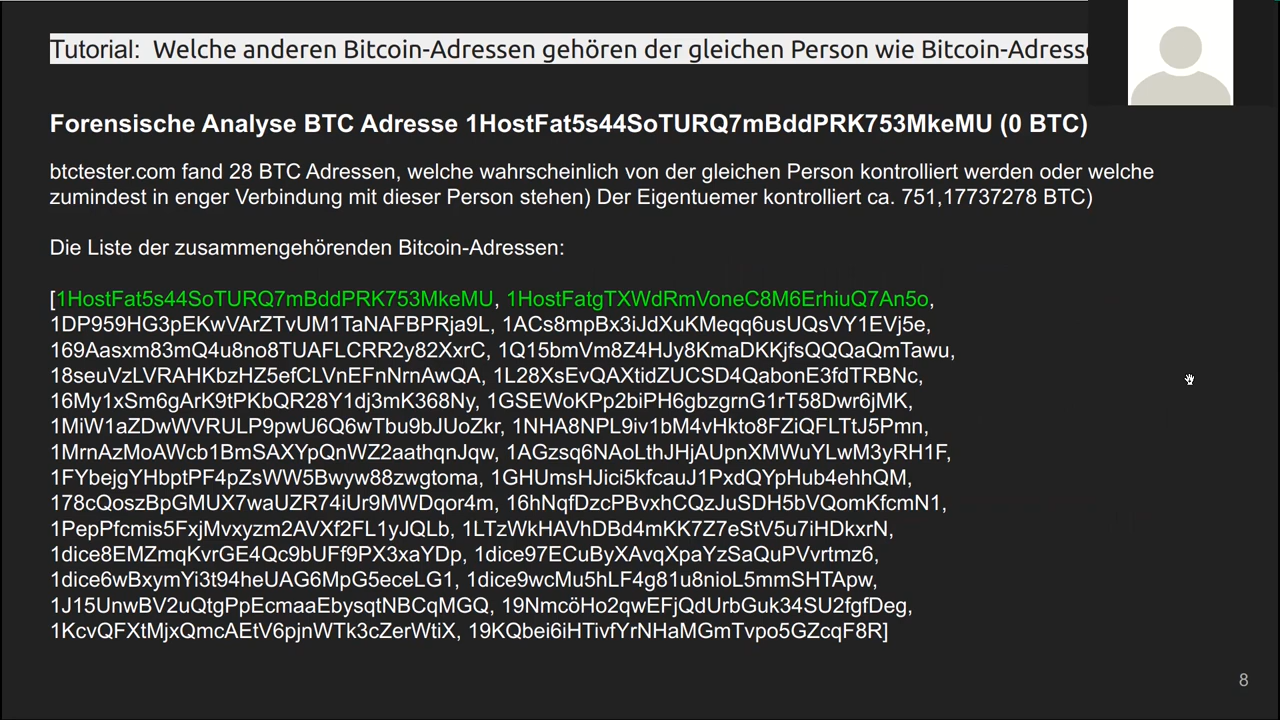 Tutorial:  Welche anderen Bitcoin-Adressen gehören der gleichen Person wie Bitcoin-Adresse
Forensische Analyse BTC Adresse 1HostFat5s44SoTURQ7mBddPRK753MkeMU (0 BTC)
btctester.com fand 28 BTC Adressen, welche wahrscheinlich von der gleichen Person kontrolliert werden oder welche
zumindest in enger Verbindung mit dieser Person stehen) Der Eigentuemer kontrolliert ca. 751,17737278 BTC)
Die Liste der zusammengehörenden Bitcoin-Adressen:
[1HostFat5s44SoTURQ7mBddPRK753MkeMU, 1HostFatgTXWdRmVoneC8M6ErhiuQ7An5o,
1DP959HG3pEKwVArZTvUM1TaNAFBPRja9L, 1ACs8mpBx3iJdXuKMeqq6usUQsVY1EVj5e,
169Aasxm83mQ4u8no8TUAFLCRR2y82XxrC, 1Q15bmVm8Z4HJy8KmaDKKjfsQQQaQmTawu,
18seuVzLVRAHKbzHZ5efCLVnEFnNrnAwQA, 1L28XsEvQAXtidZUCSD4QabonE3fdTRBNc,
16My1xSm6gArK9tPKbQR28Y1dj3mK368Ny, 1GSEWoKPp2biPH6gbzgrnG1rT58Dwr6jMK,
1MiW1aZDwWVRULP9pwU6Q6wTbu9bJUoZkr, 1NHA8NPL9iv1bM4vHkto8FZiQFLTtJ5Pmn,
1MrnAzMoAWcb1BmSAXYpQnWZ2aathqnJqw, 1AGzsq6NAoLthJHjAUpnXMWuYLwM3yRH1F,
1FYbejgYHbptPF4pZsWW5Bwyw88zwgtoma, 1GHUmsHJici5kfcauJ1PxdQYpHub4ehhQM,
178cQoszBpGMUX7waUZR74iUr9MWDqor4m, 16hNqfDzcPBvxhCQzJuSDH5bVQomKfcmN1,
1PepPfcmis5FxjMvxyzm2AVXf2FL1yJQLb, 1LTzWkHAVhDBd4mKK7Z7eStV5u7iHDkxrN,
1dice8EMZmqKvrGE4Qc9bUFf9PX3xaYDp, 1dice97ECuByXAvqXpaYzSaQuPVvrtmz6,
1dice6wBxymYi3t94heUAG6MpG5eceLG1, 1dice9wcMu5hLF4g81u8nioL5mmSHTApw,
1J15UnwBV2uQtgPpEcmaaEbysqtNBCqMGQ, 19NmcöHo2qwEFjQdUrbGuk34SU2fgfDeg,
1KcvQFXtMjxQmcAEtV6pjnWTk3cZerWtiX, 19KQbei6iHTivfYrNHaMGmTvpo5GZcqF8R]
8